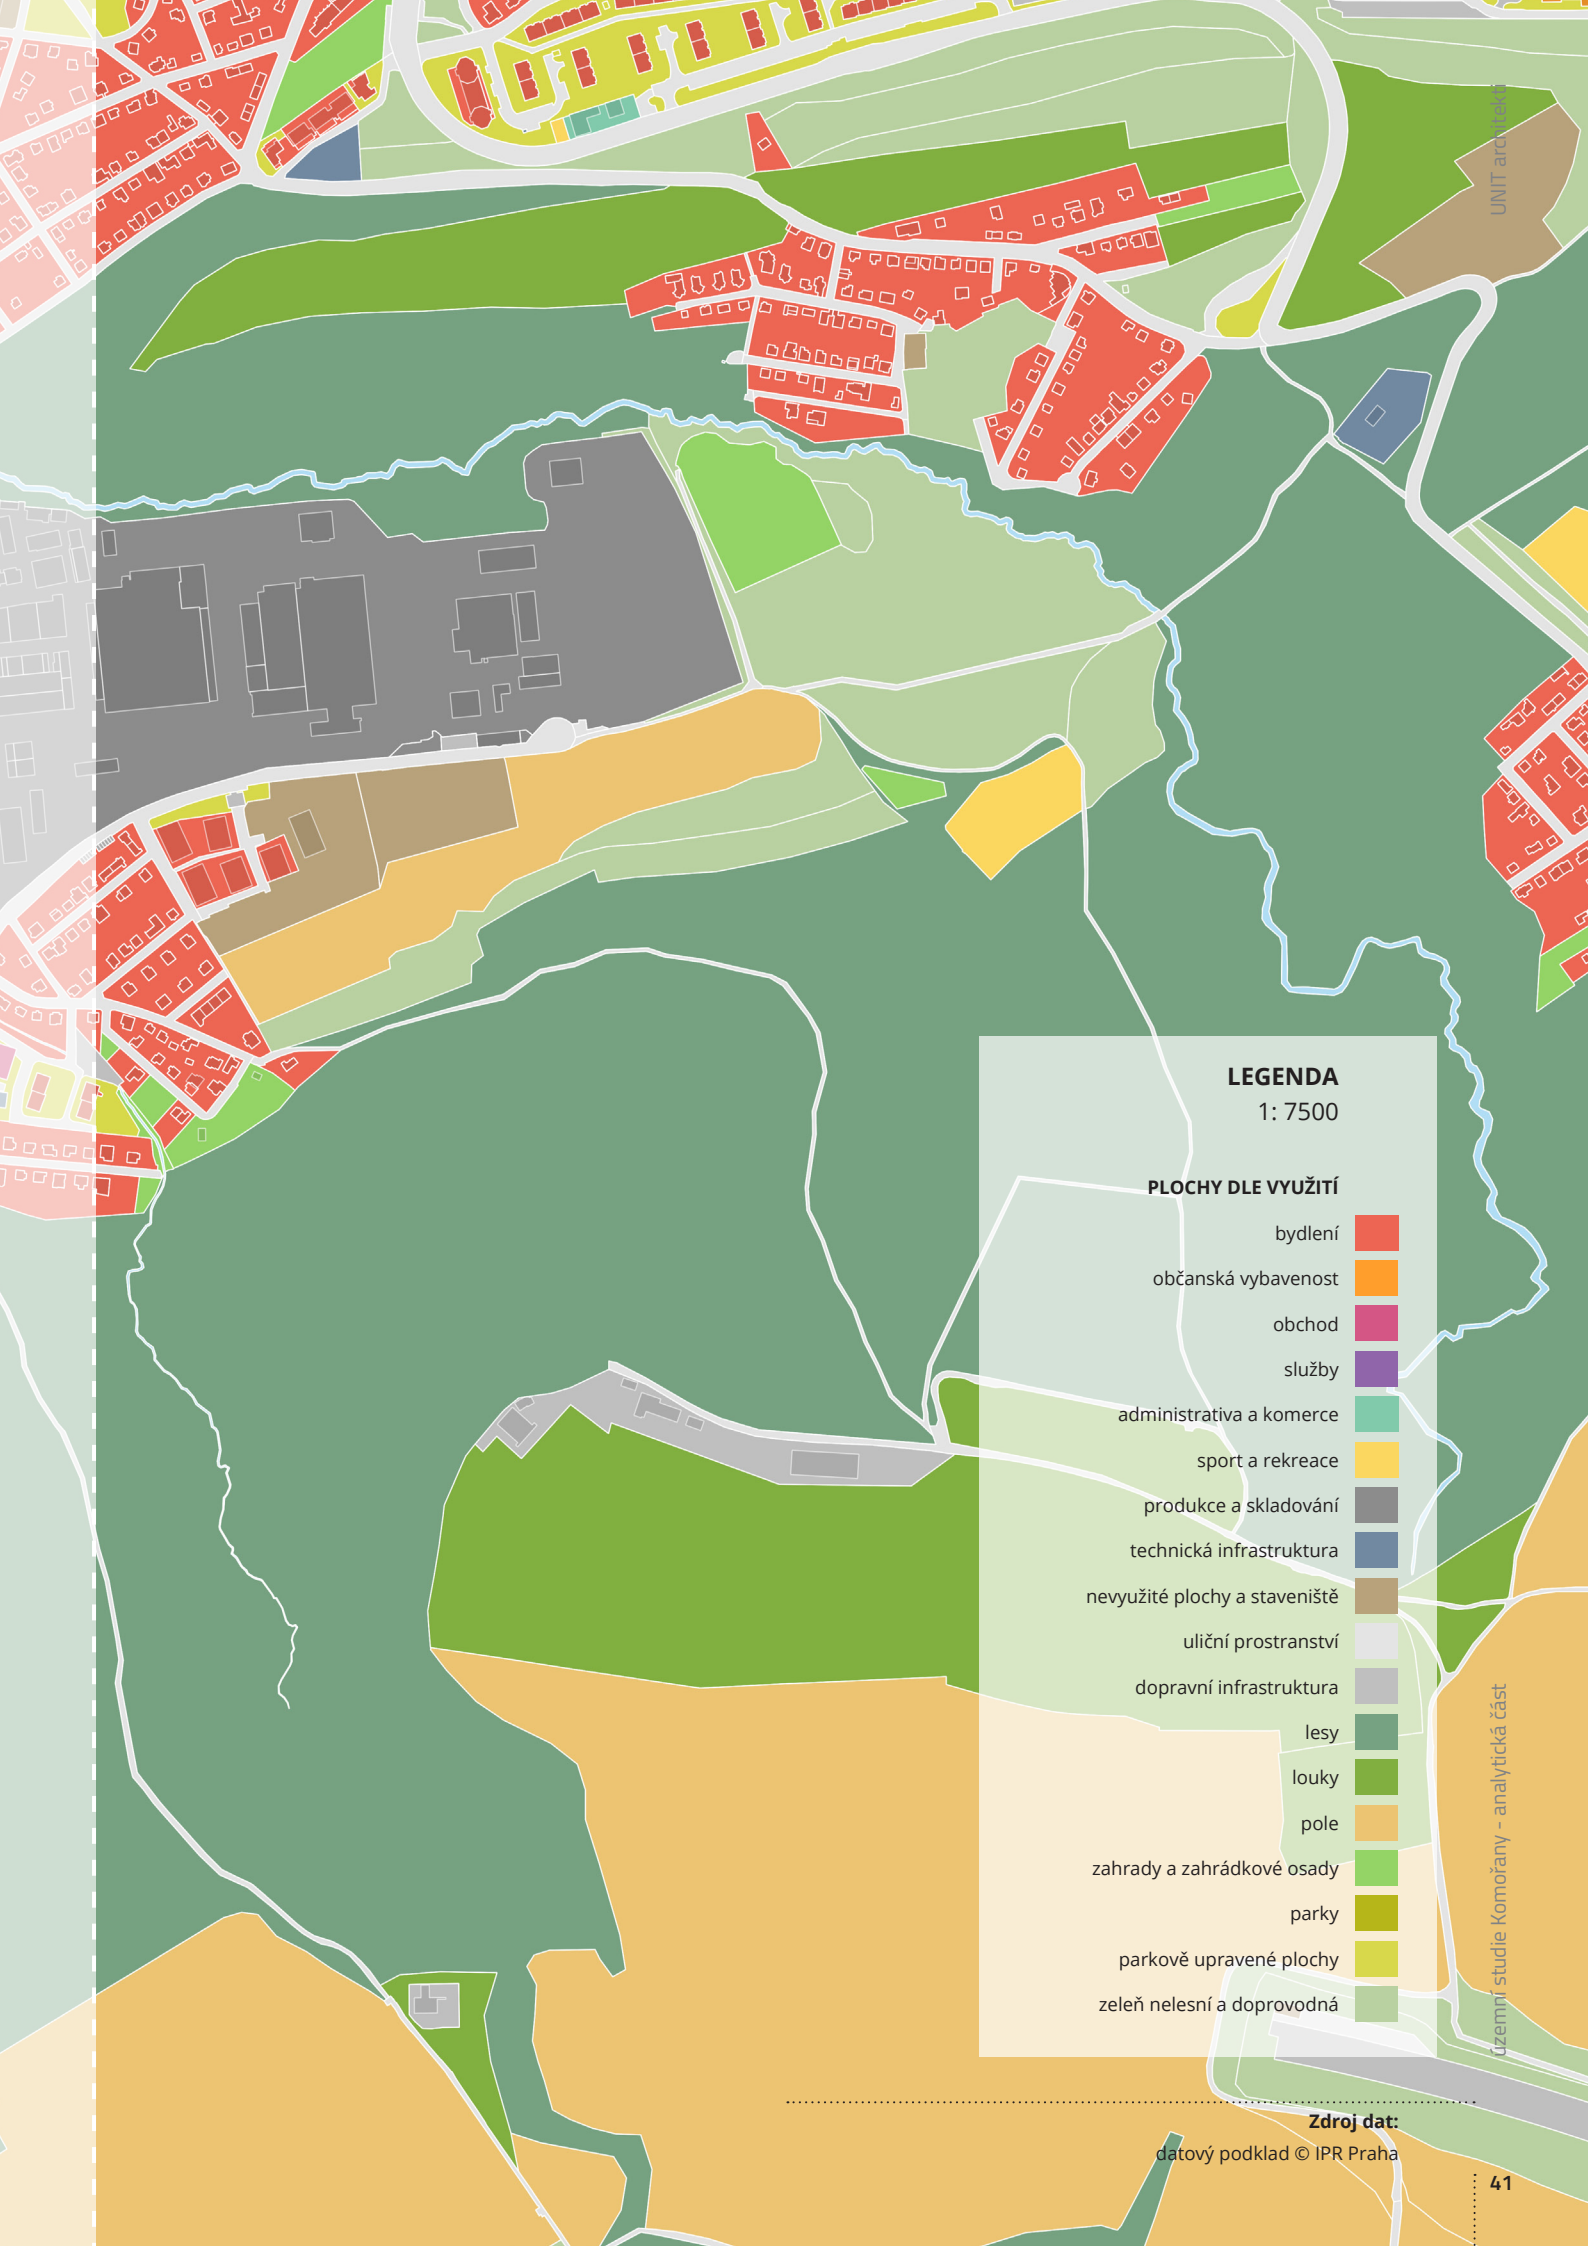 UNIT architekti
LEGENDA
1: 7500
PLOCHY DLE VYUŽITÍ
bydlení
občanská vybavenost
obchod
služby
administrativa a komerce
sport a rekreace
produkce a skladování
technická infrastruktura
nevyužité plochy a staveniště
uliční prostranství
dopravní infrastruktura
lesy
louky
pole
zahrady a zahrádkové osady
parky
parkově upravené plochy
zeleň nelesní a doprovodná
územní studie Komořany - analytická část
Zdroj dat:
datový podklad © IPR Praha
41